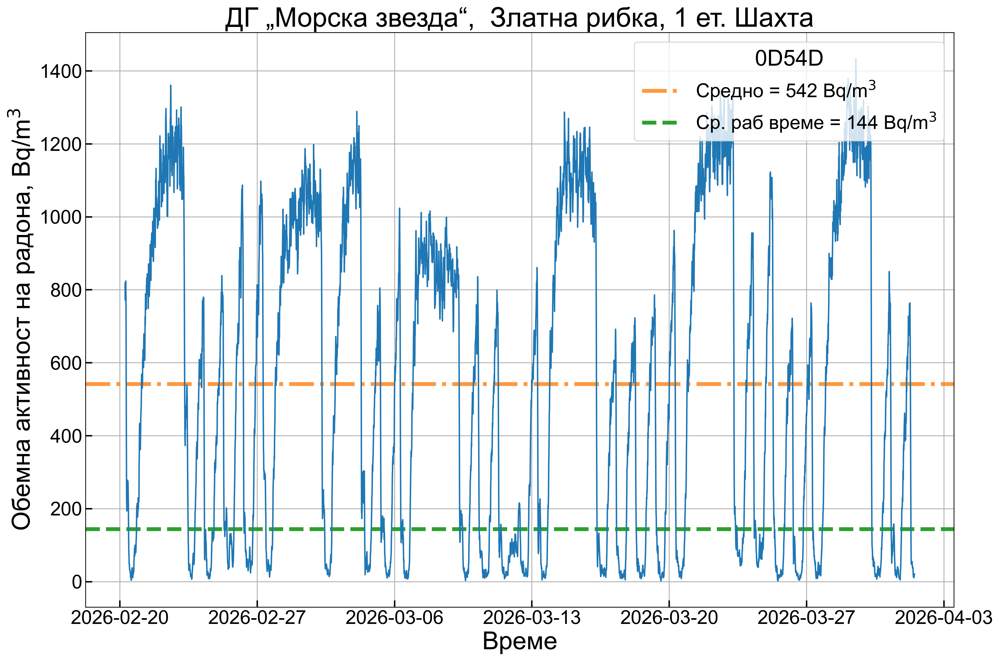 ДГ „Морска звезда“, Златна рибка, 1 ет. Шахта
0D54D
Средно = 542 Bq/m³
Ср. раб време = 144 Bq/m³
Обемна активност на радона, Bq/m³
1400
1200
1000
800
600
400
200
0
2026-02-20 2026-02-27 2026-03-06 2026-03-13 2026-03-20 2026-03-27 2026-04-03
Време